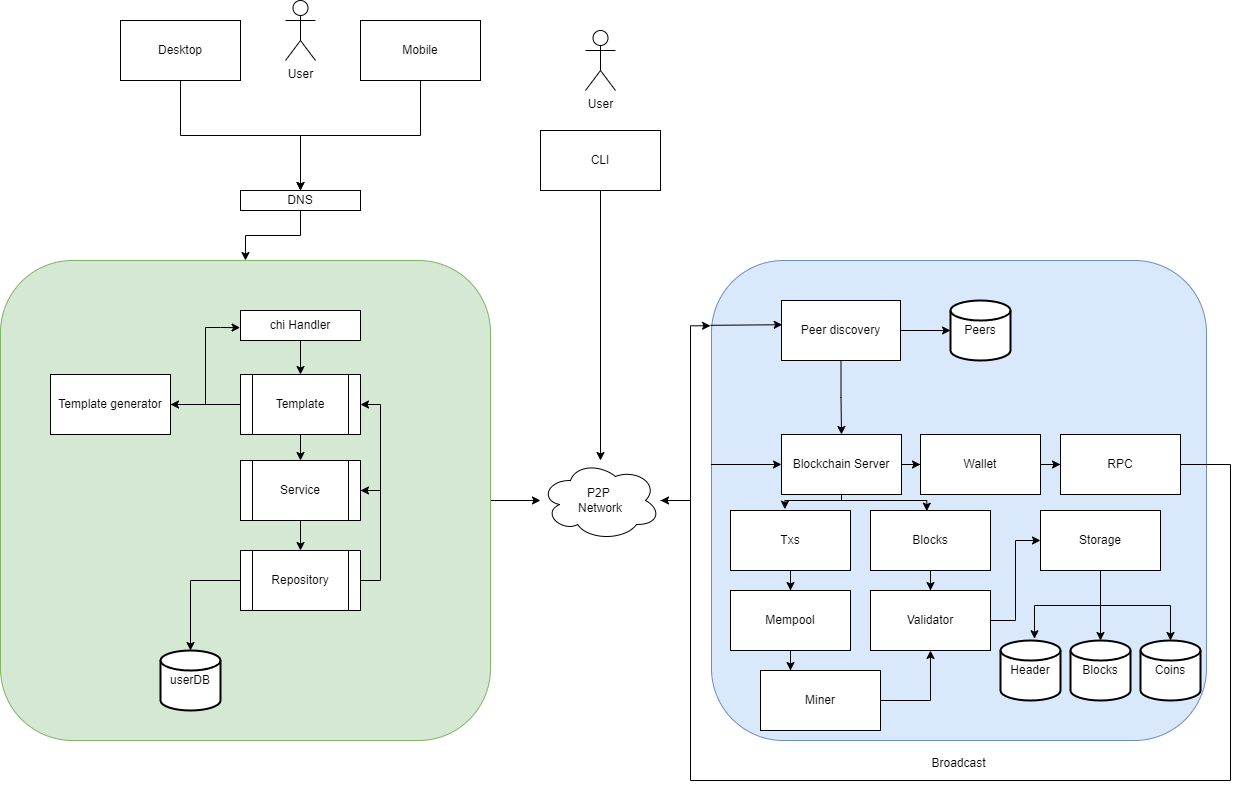 Desktop
User
Mobile
User
CLI
DNS
chi Handler
Template generator
Template
Service
Repository
userDB
P2P
Network
Peer discovery
Peers
Blockchain Server
Wallet
RPC
Txs
Blocks
Storage
Mempool
Validator
Header
Blocks
Coins
Miner
Broadcast